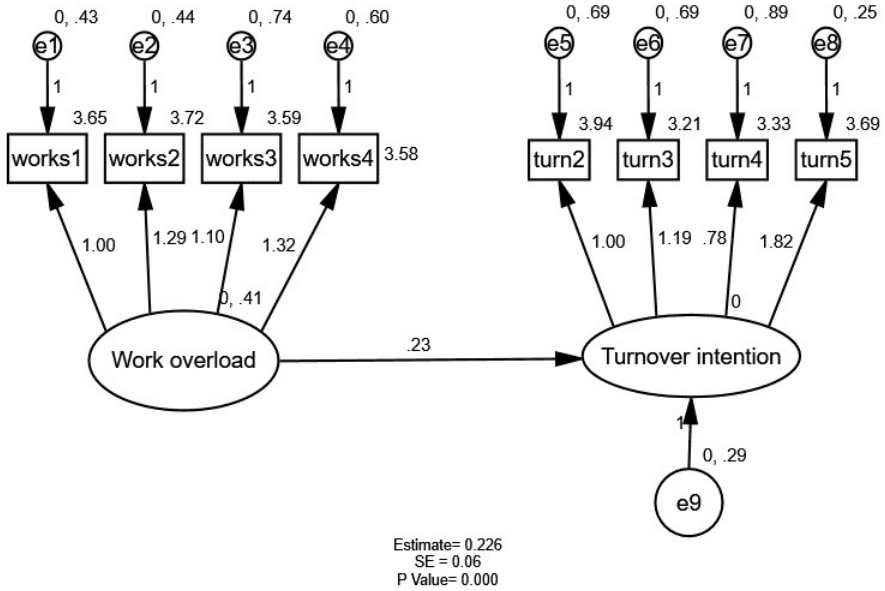 0, .43 0, .44 0, .74 0, .60 0, .69 0, .69 0, .89 0, .25
e1 e2 e3 e4 e5 e6 e7 e8
1 1 1 1 1 1 1 1
3.65 3.72 3.59 3.94 3.21 3.33 3.69
works1 works2 works3 works4 3.58 turn2 turn3 turn4 turn5
1.00 1.29 1.10 1.32 1.00 1.19 .78 1.82
0, .41 0
Work overload .23 Turnover intention
1
0, .29
e9
Estimate= 0.226
SE = 0.06
P Value= 0.000